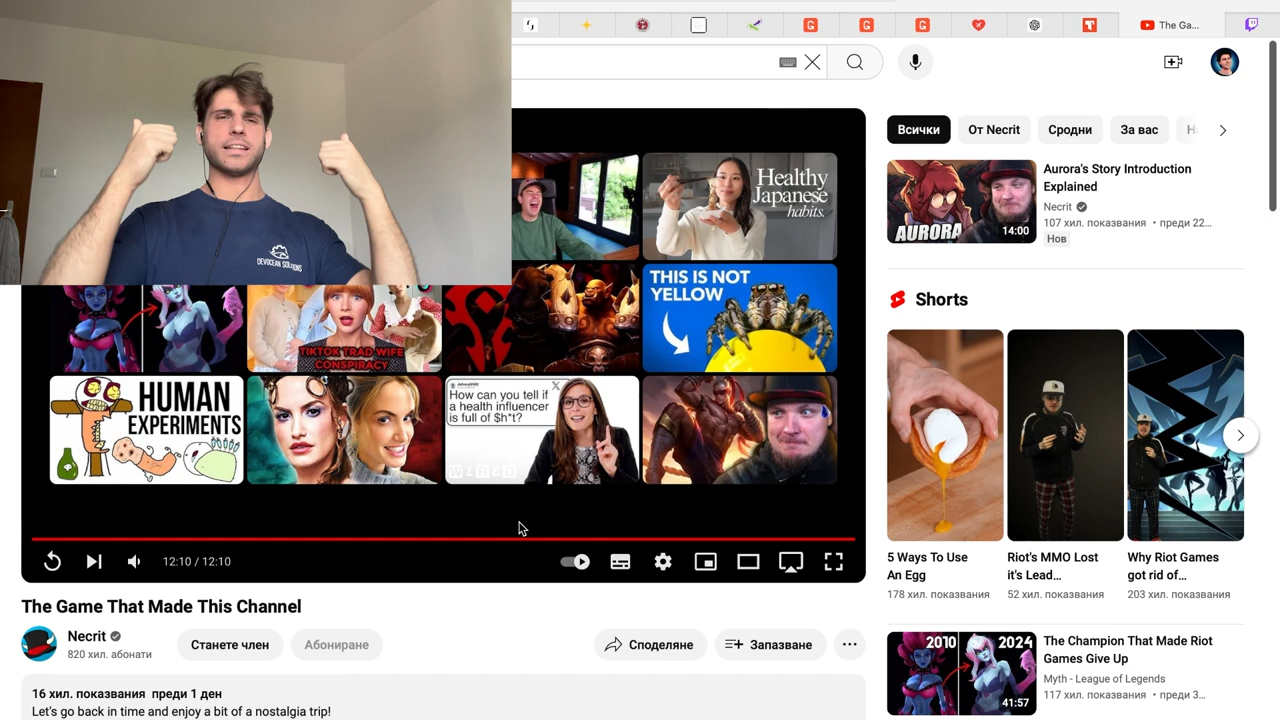 The Ga...
DEVOCEAN SOLUTIONS
Healthy
Japanese
habits.
TIKTOK TRAD WIFE
CONSPIRACY
THIS IS NOT
YELLOW
HUMAN
EXPERIMENTS
How can you tell if
a health influencer
is full of $h*t?
WIRED
12:10 / 12:10
The Game That Made This Channel
Necrit
820 хил. абонати
Станете член
Абониране
Споделяне
Запазване
16 хил. показвания преди 1 ден
Let's go back in time and enjoy a bit of a nostalgia trip!
Всички
От Necrit
Сродни
За вас
AURORA
14:00
Aurora's Story Introduction
Explained
Necrit
107 хил. показвания • преди 22...
Нов
Shorts
5 Ways To Use
An Egg
178 хил. показвания
Riot's MMO Lost
it's Lead...
52 хил. показвания
Why Riot Games
got rid of...
203 хил. показвания
2010
2024
41:57
The Champion That Made Riot
Games Give Up
Myth - League of Legends
117 хил. показвания • преди 3...